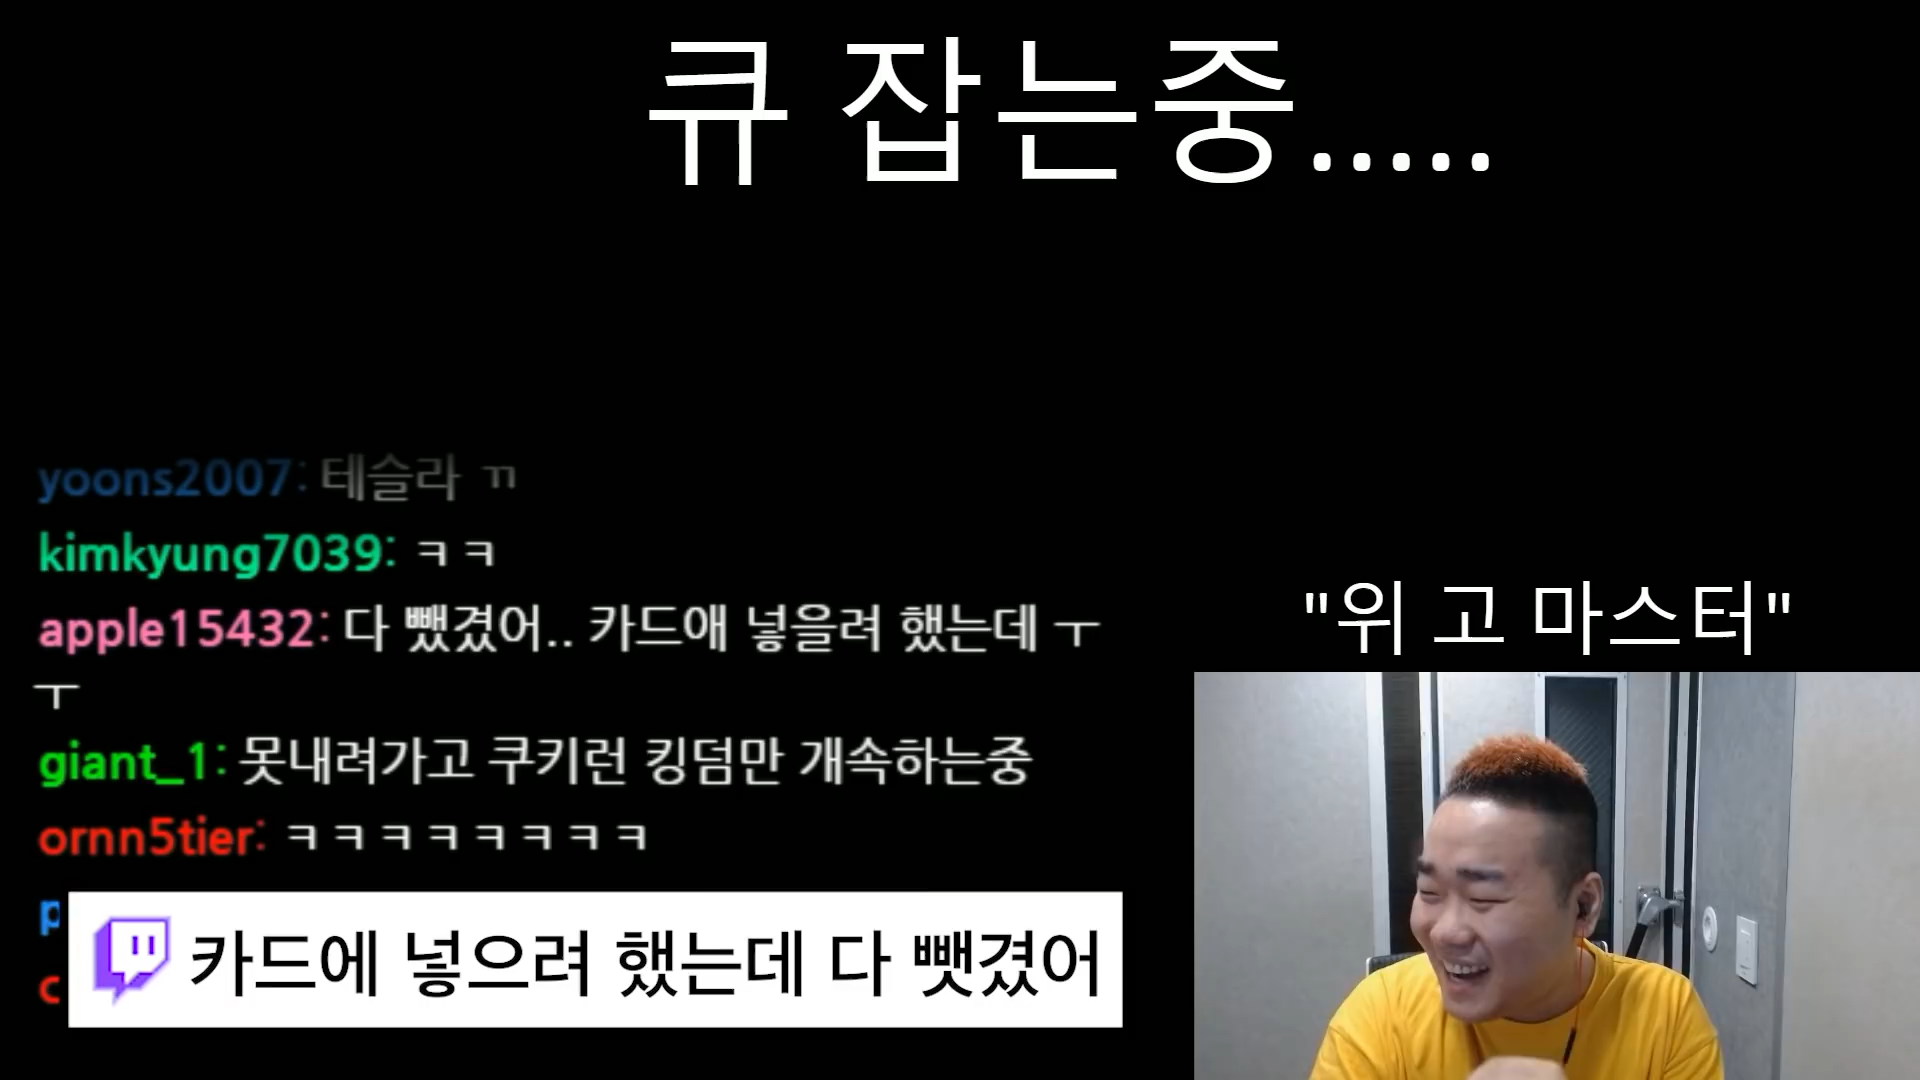 큐 잡는중.....
yoons2007: 테슬라 ㄲ
kimkyung7039: ㅋㅋ
apple15432: 다 뺐겼어.. 카드애 넣을려 했는데 ㅜ
ㅜ
giant_1: 못내려가고 쿠키런 킹덤만 개속하는중
ornn5tier: ㅋㅋㅋㅋㅋㅋㅋㅋ
카드에 넣으려 했는데 다 뺏겼어
"위 고 마스터"